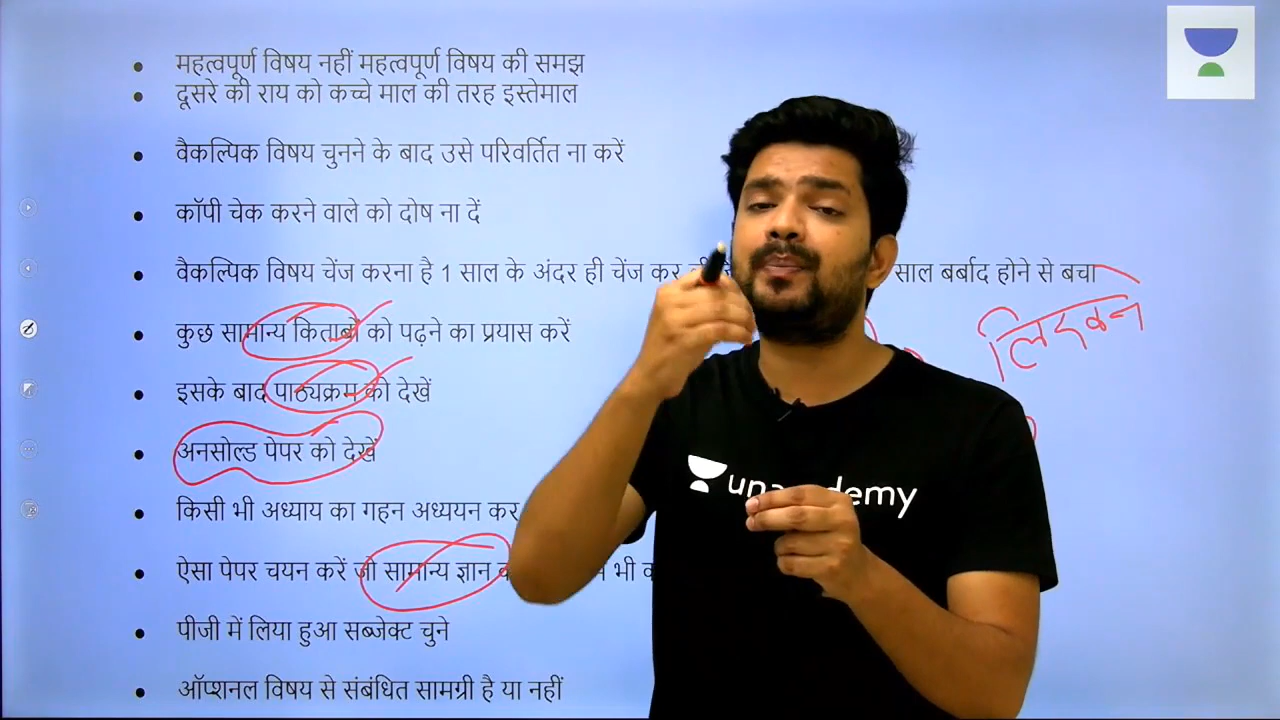 महत्वपूर्ण विषय नहीं महत्वपूर्ण विषय की समझ
दूसरे की राय को कच्चे माल की तरह इस्तेमाल
वैकल्पिक विषय चुनने के बाद उसे परिवर्तित ना करें
कॉपी चेक करने वाले को दोष ना दें
वैकल्पिक विषय चेंज करना है 1 साल के अंदर ही चेंज कर साल बर्बाद होने से बचा
कुछ सामान्य किताबों को पढ़ने का प्रयास करें
इसके बाद पाठ्यक्रम को देखें
अनसोल्ड पेपर को देखें
किसी भी अध्याय का गहन अध्ययन कर
ऐसा पेपर चयन करें जो सामान्य ज्ञान भी
पीजी में लिया हुआ सब्जेक्ट चुने
ऑप्शनल विषय से संबंधित सामग्री है या नहीं